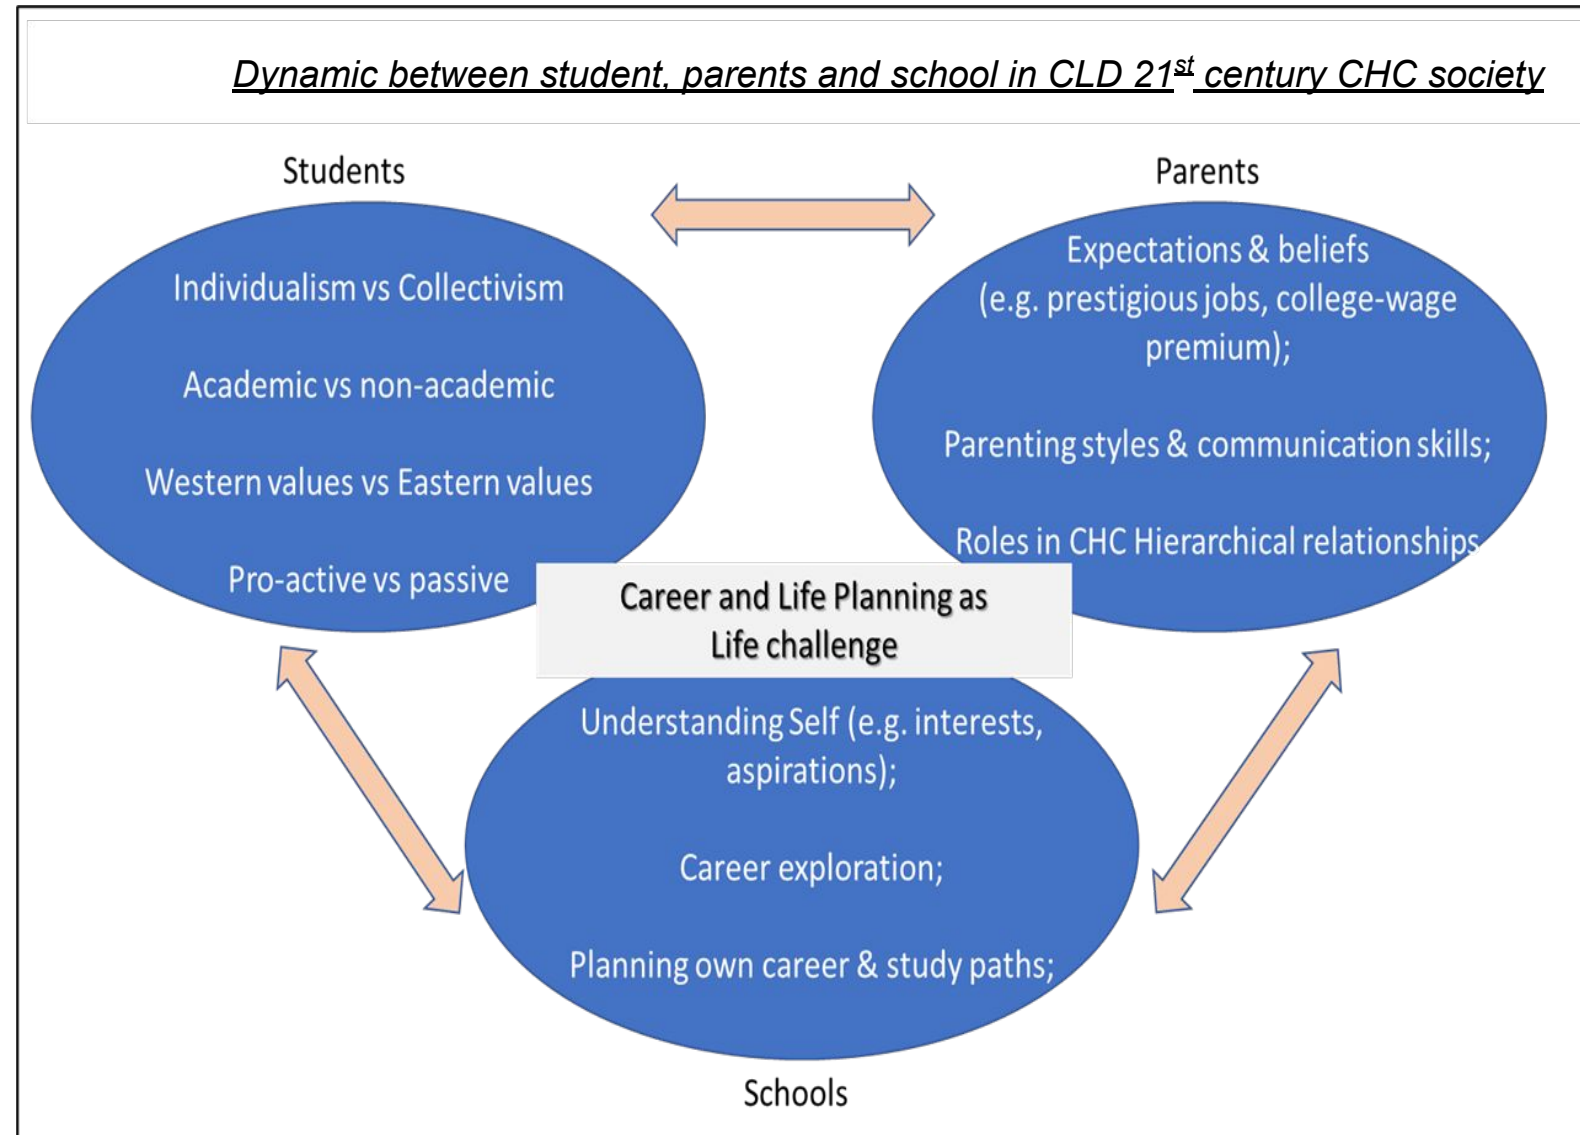 Dynamic between student, parents and school in CLD 21st century CHC society
Students
Parents
Individualism vs Collectivism
Academic vs non-academic
Western values vs Eastern values
Pro-active vs passive
Expectations & beliefs
(e.g. prestigious jobs, college-wage
premium);
Parenting styles & communication skills;
Roles in CHC Hierarchical relationships
Career and Life Planning as
Life challenge
Understanding Self (e.g. interests,
aspirations);
Career exploration;
Planning own career & study paths;
Schools